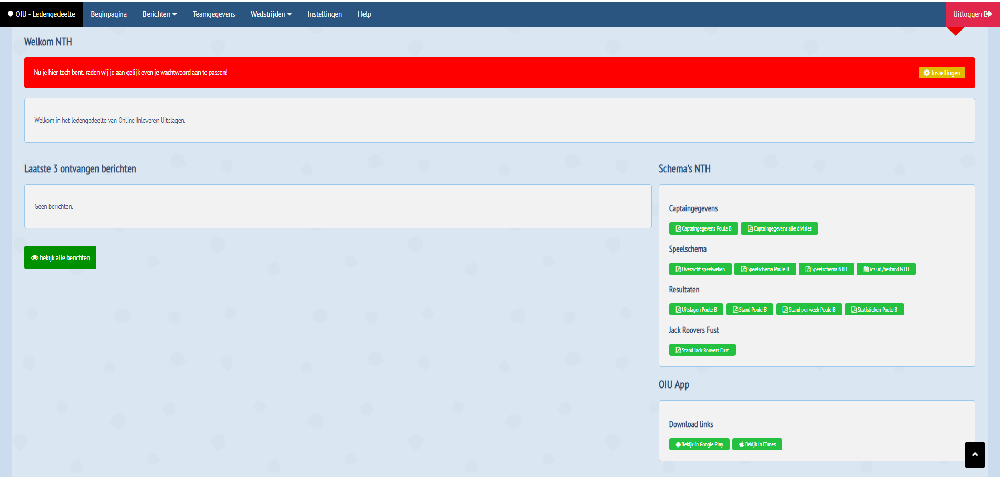 OIU - Ledengedeelte Beginpagina Berichten Teamgegevens Wedstrijden Instellingen Help Uitloggen
Welkom NTH
Nu je hier toch bent, raden wij je aan gelijk even je wachtwoord aan te passen! Instellingen
Welkom in het ledengedeelte van Online Inleveren Uitslagen.
Laatste 3 ontvangen berichten
Geen berichten.
bekijk alle berichten
Schema's NTH
Captaingegevens
Captaingegevens Poule B Captaingegevens alle divisies
Speelschema
Overzicht speelweken Speelschema Poule B Speelschema NTH ics url/bestand NTH
Resultaten
Uitslagen Poule B Stand Poule B Stand per week Poule B Statistieken Poule B
Jack Roovers Fust
Stand Jack Roovers Fust
OIU App
Download links
Bekijk in Google Play Bekijk in iTunes